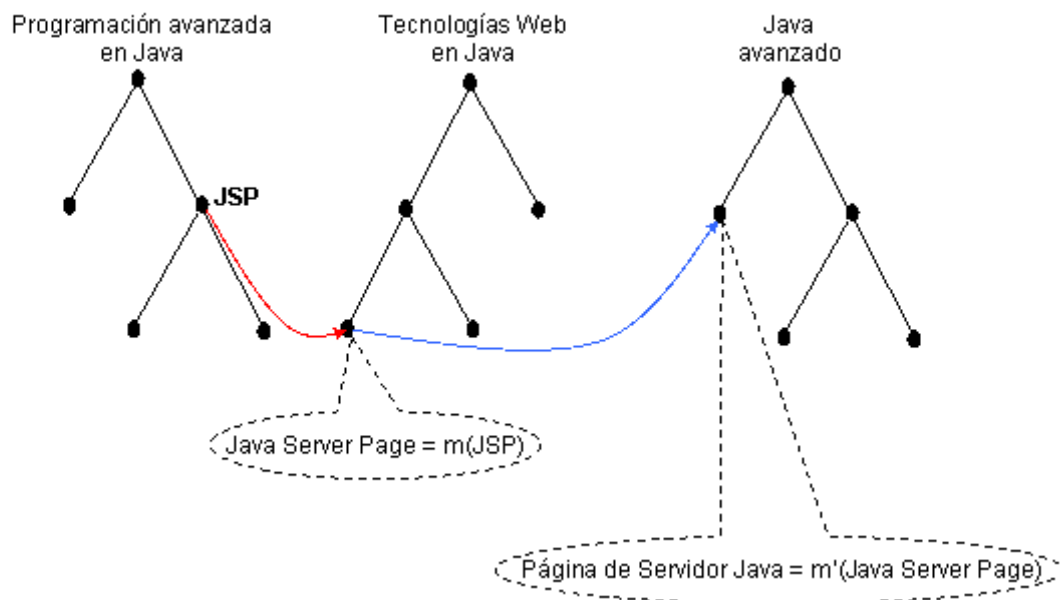 Programación avanzada
en Java
Tecnologías Web
en Java
Java
avanzado
JSP
Java Server Page = m(JSP)
Página de Servidor Java = m'(Java Server Page)